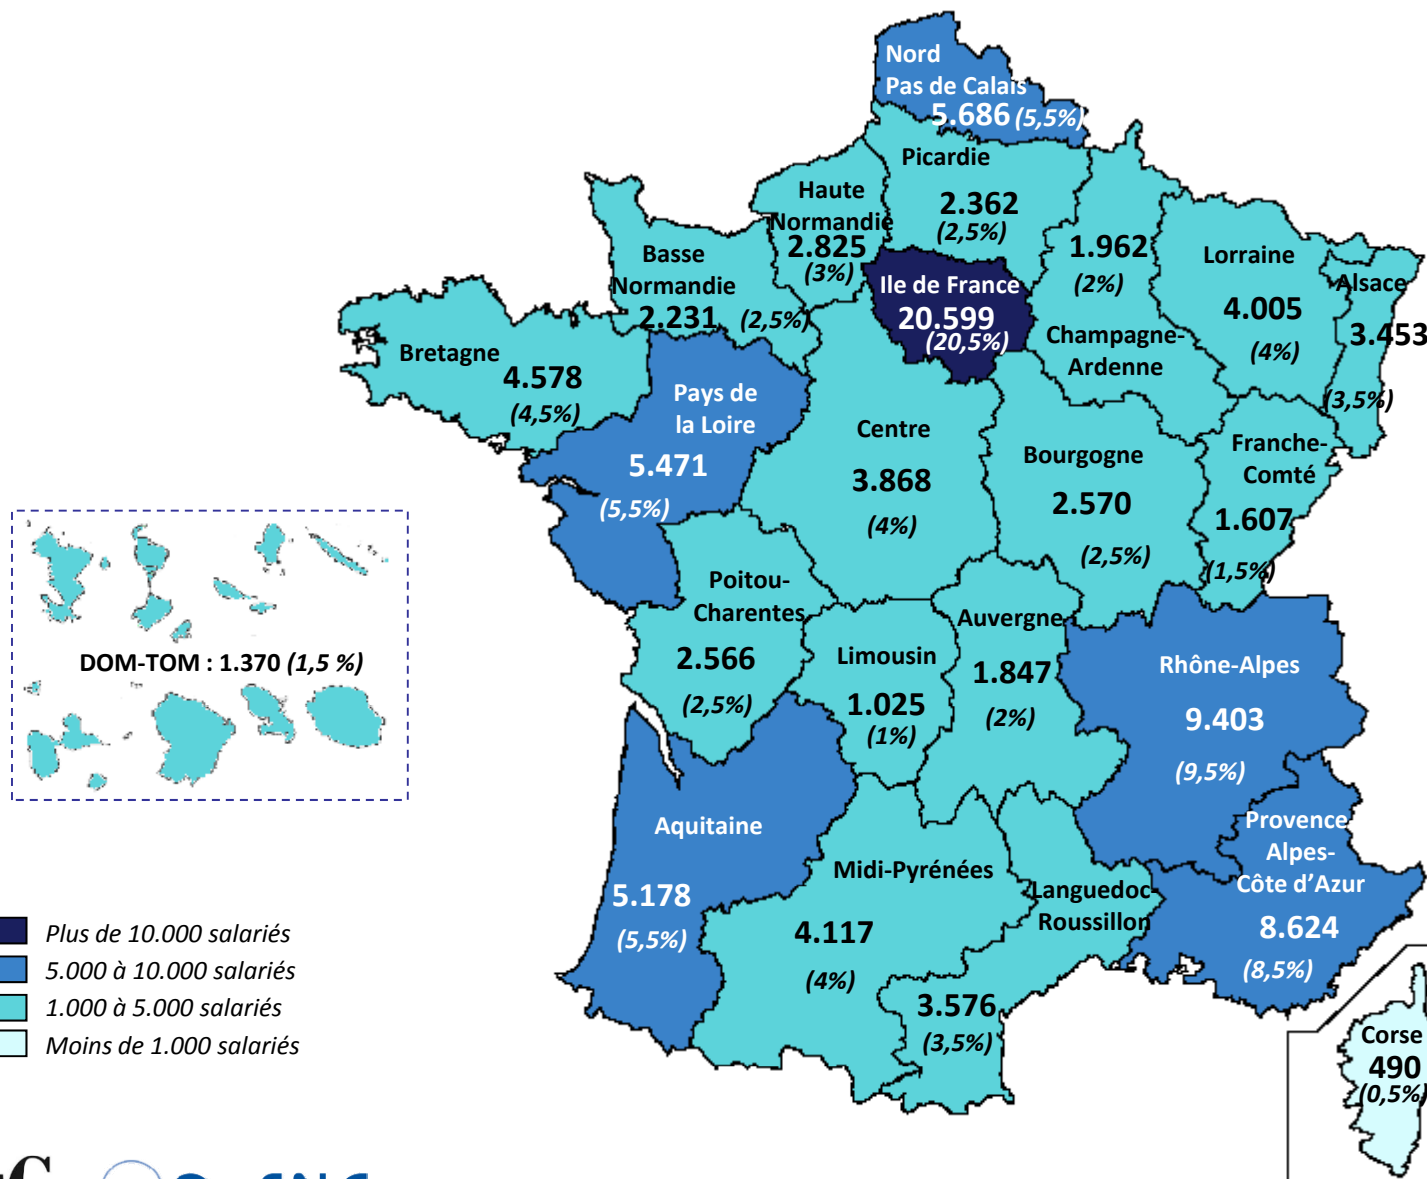 Nord
Pas de Calais
5.686 (5,5%)
Picardie
2.362
(2,5%)
Haute
Normandie
2.825
(3%)
Basse
Normandie
2.231 (2,5%)
Ile de France
20.599
(20,5%)
1.962
(2%)
Champagne-
Ardenne
Lorraine
4.005
(4%)
Alsace
3.453
(3,5%)
Bretagne
4.578
(4,5%)
Pays de
la Loire
5.471
(5,5%)
Centre
3.868
(4%)
Bourgogne
2.570
(2,5%)
Franche-
Comté
1.607
(1,5%)
Poitou-
Charentes
2.566
(2,5%)
Limousin
1.025
(1%)
Auvergne
1.847
(2%)
Rhône-Alpes
9.403
(9,5%)
DOM-TOM : 1.370 (1,5 %)
Aquitaine
5.178
(5,5%)
Midi-Pyrénées
4.117
(4%)
Languedoc-
Roussillon
3.576
(3,5%)
Provence
Alpes-
Côte d'Azur
8.624
(8,5%)
Corse
490
(0,5%)
Plus de 10.000 salariés
5.000 à 10.000 salariés
1.000 à 5.000 salariés
Moins de 1.000 salariés